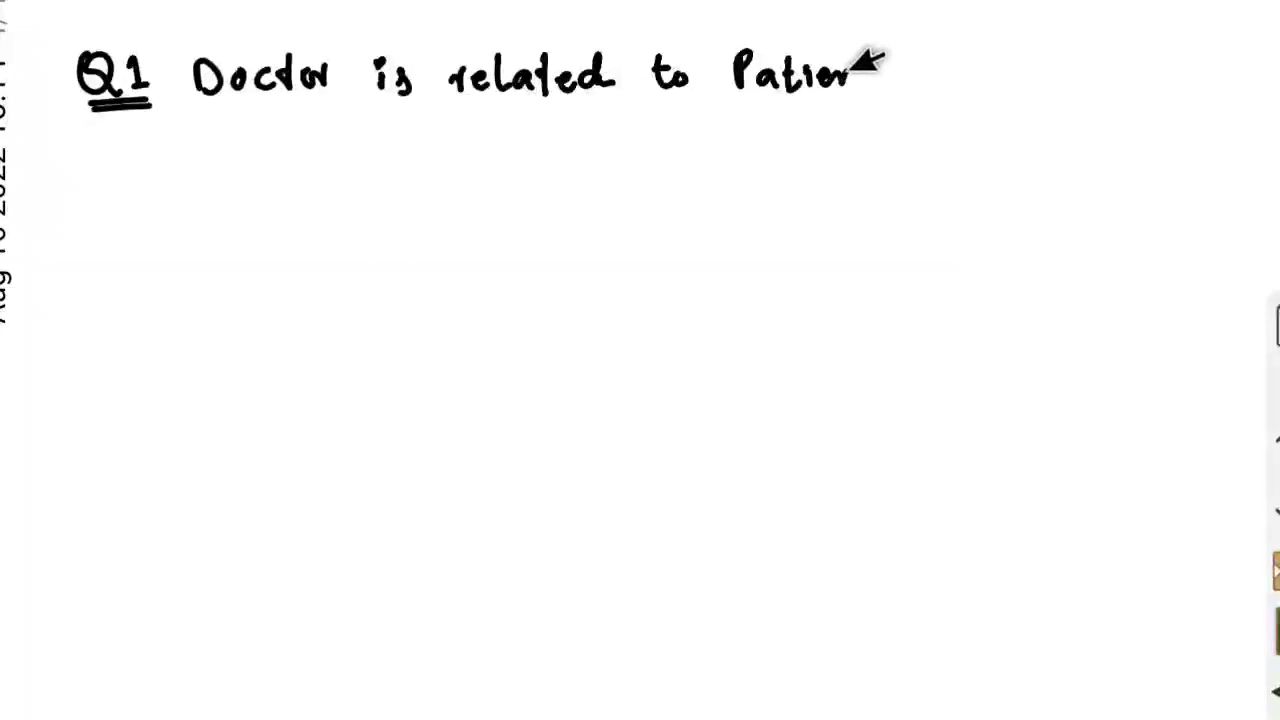 Q1 Doctor is related to Patien